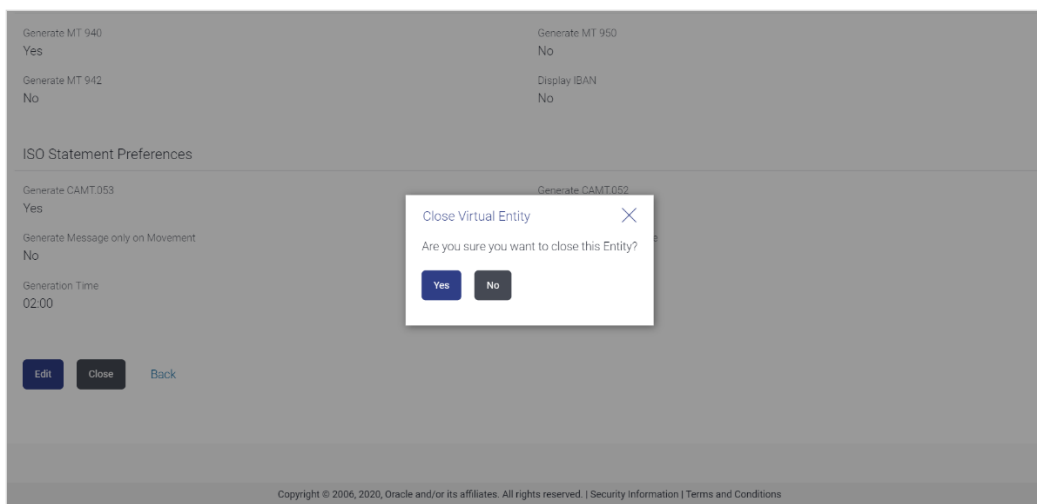 Generate MT 940
Generate MT 950
Yes
No
Generate MT 942
Display IBAN
No
No
ISO Statement Preferences
Generate CAMT.053
Generate CAMT.052
Yes
Close Virtual Entity
Generate Message only on Movement
Are you sure you want to close this Entity?
No
Generation Time
Yes
No
02:00
Edit
Close
Back
Copyright © 2006, 2020, Oracle and/or its affiliates. All rights reserved. | Security Information | Terms and Conditions